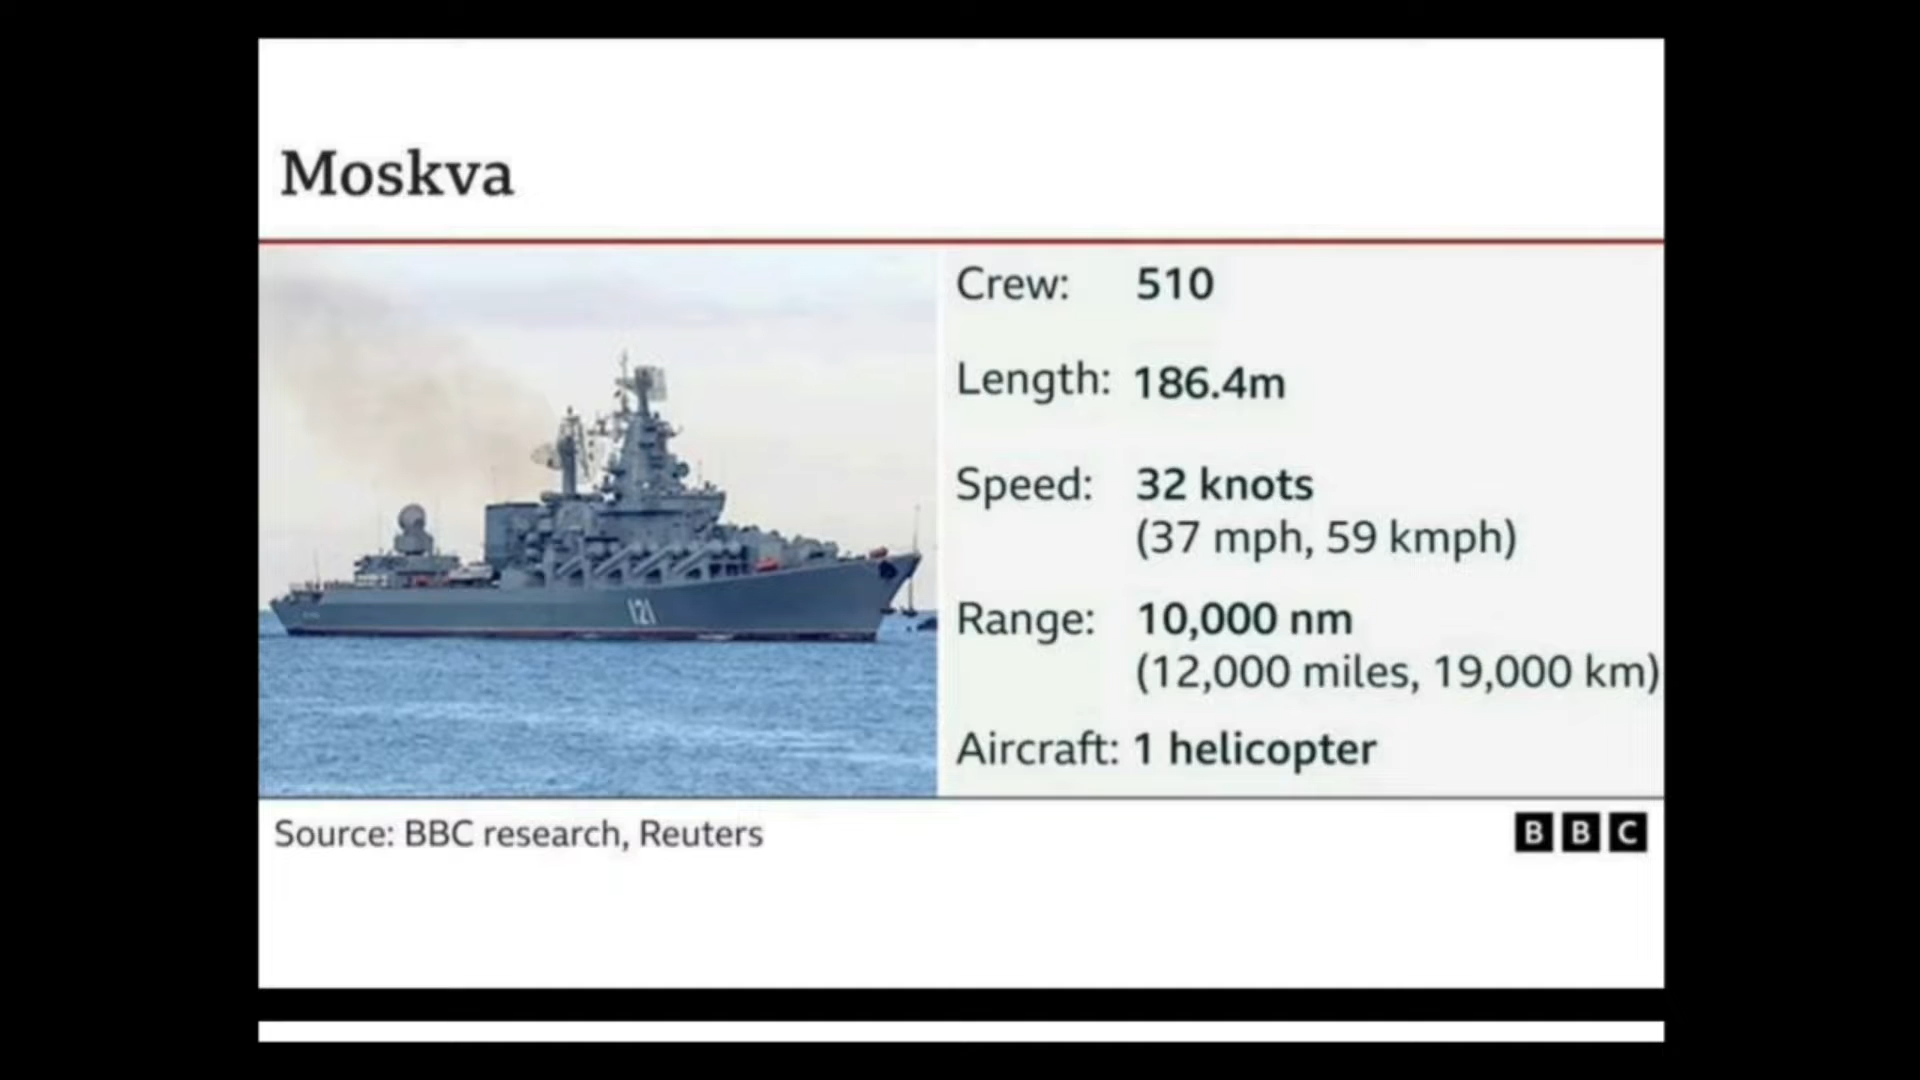 Moskva
121
Crew: 510
Length: 186.4m
Speed: 32 knots
(37 mph, 59 kmph)
Range: 10,000 nm
(12,000 miles, 19,000 km)
Aircraft: 1 helicopter
Source: BBC research, Reuters
BBC